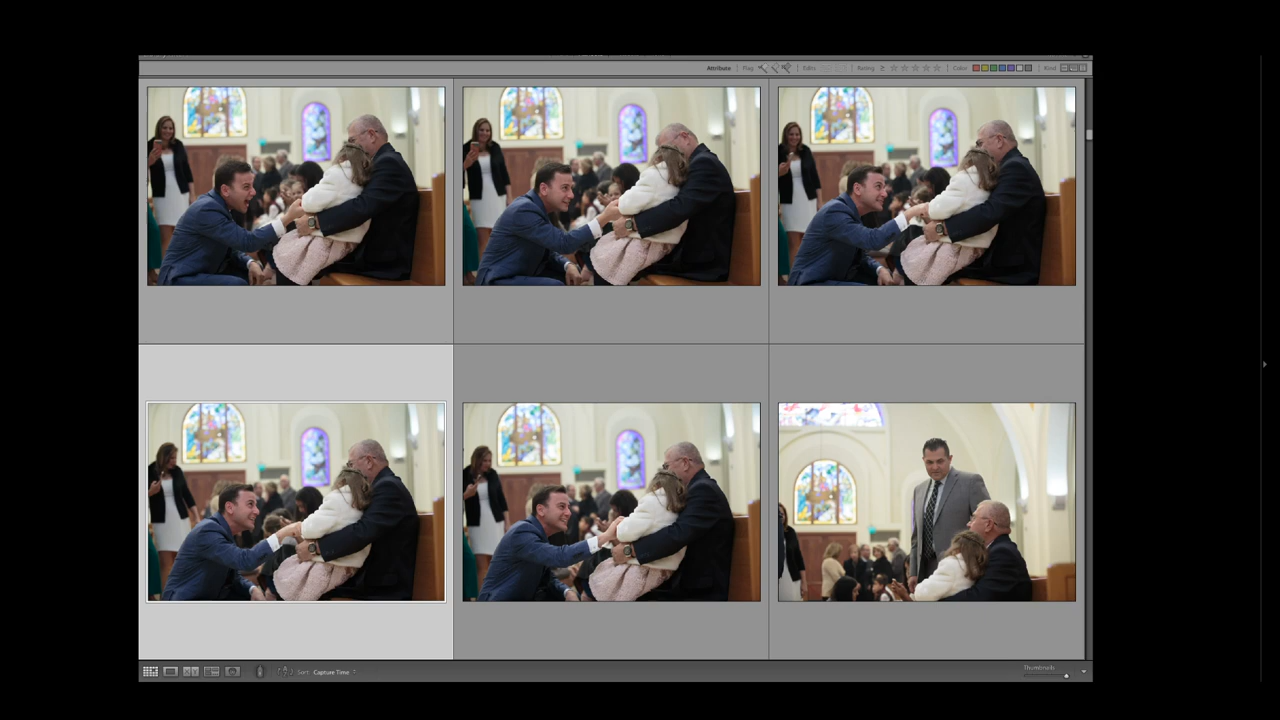 Attribute Flag Edits Rating ≥ Color Kind
Sort: Capture Time
Thumbnails